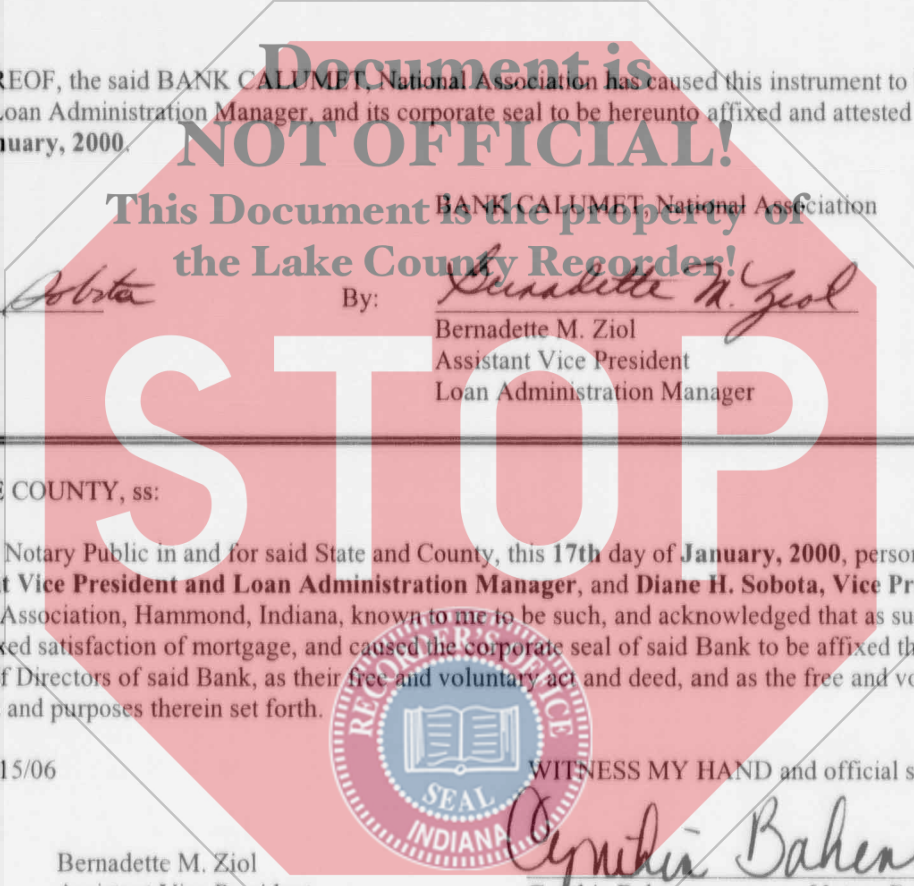 Document is
REOF, the said BANK CALUMET, National Association has caused this instrument to
Loan Administration Manager, and its corporate seal to be hereunto affixed and attested
nuary, 2000.
NOT OFFICIAL!
This Document is the property of
BANK CALUMET, National Association
the Lake County Recorder!
Sobota
By:
Bernadette M. Ziol
Bernadette M. Ziol
Assistant Vice President
Loan Administration Manager
STOP
E COUNTY, ss:
Notary Public in and for said State and County, this 17th day of January, 2000, person
t Vice President and Loan Administration Manager, and Diane H. Sobota, Vice Pr
Association, Hammond, Indiana, known to me to be such, and acknowledged that as su
ked satisfaction of mortgage, and caused the corporate seal of said Bank to be affixed th
f Directors of said Bank, as their free and voluntary act and deed, and as the free and vo
and purposes therein set forth.
RECORDER'S OFFICE
SEAL
INDIANA
15/06
WITNESS MY HAND and official s
Cynthia Bahen
Bernadette M. Ziol